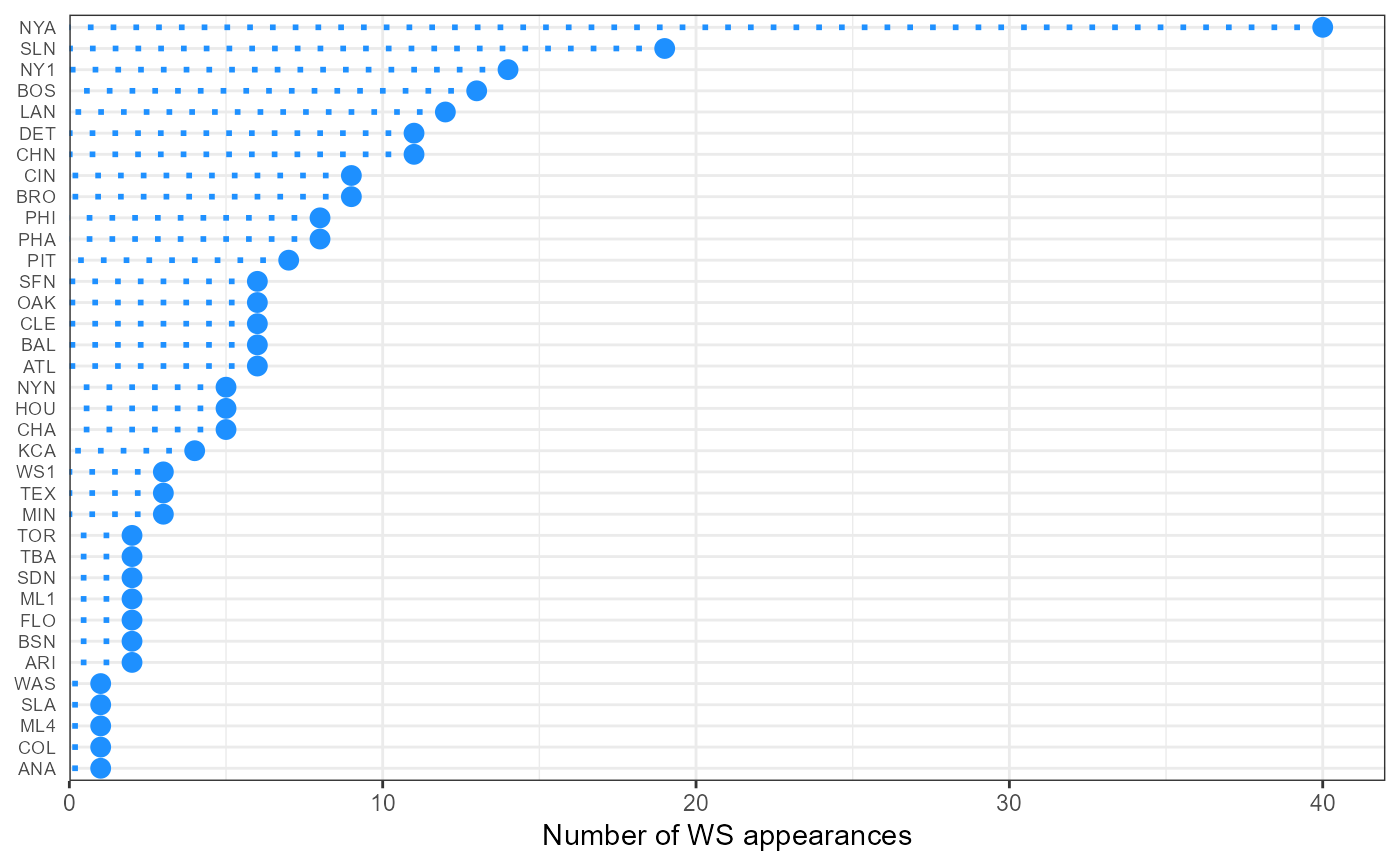 NYA
SLN
NY1
BOS
LAN
DET
CHN
CIN
BRO
PHI
PHA
PIT
SFN
OAK
CLE
BAL
ATL
NYN
HOU
CHA
KCA
WS1
TEX
MIN
TOR
TBA
SDN
ML1
FLO
BSN
ARI
WAS
SLA
ML4
COL
ANA
0 10 20 30 40
Number of WS appearances